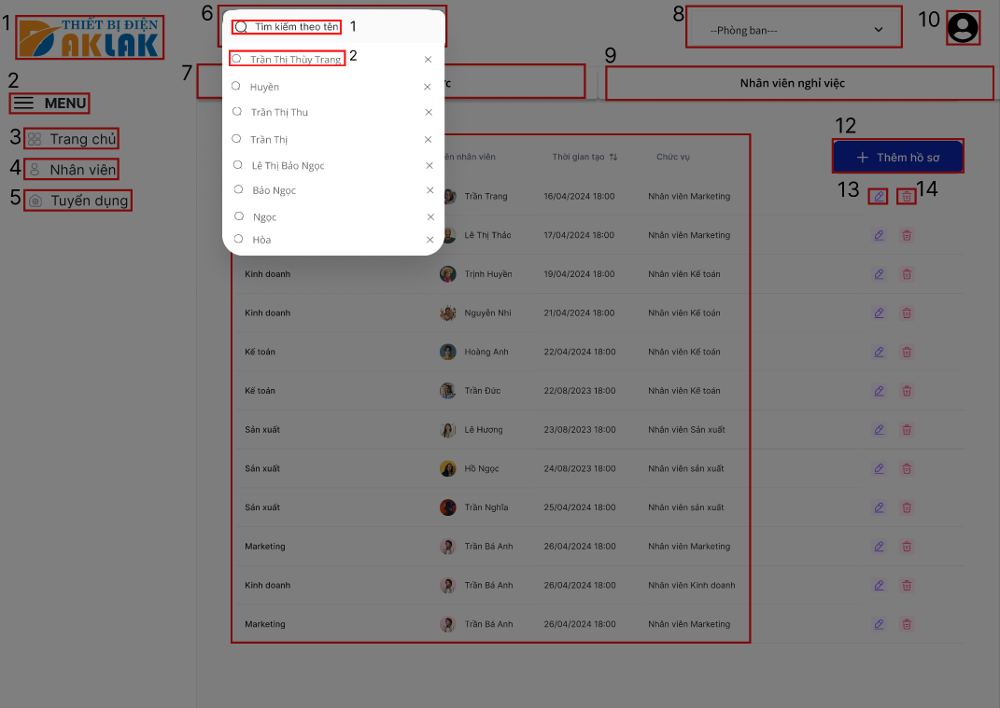 1
THIẾT BỊ ĐIỆN
AKLAK
2
MENU
3
Trang chủ
4
Nhân viên
5
Tuyển dụng
6
Tìm kiếm theo tên
1
Trần Thị Thùy Trang
2
Huyền
Trần Thị Thu
Trần Thị
Lê Thị Bảo Ngọc
Bảo Ngọc
Ngọc
Hòa
7
8
--Phòng ban---
10
9
Nhân viên nghỉ việc
nhân viên Thời gian tạo Chức vụ
12
Thêm hồ sơ
13
14
Trần Trang 16/04/2024 18:00 Nhân viên Marketing
Lê Thị Thảo 17/04/2024 18:00 Nhân viên Marketing
Kinh doanh Trịnh Huyền 19/04/2024 18:00 Nhân viên Kế toán
Kinh doanh Nguyễn Nhi 21/04/2024 18:00 Nhân viên Kế toán
Kế toán Hoàng Anh 22/04/2024 18:00 Nhân viên Kế toán
Kế toán Trần Đức 22/08/2023 18:00 Nhân viên Kế toán
Sản xuất Lê Hương 23/08/2023 18:00 Nhân viên Sản xuất
Sản xuất Hồ Ngọc 24/08/2023 18:00 Nhân viên sản xuất
Sản xuất Trần Nghĩa 25/04/2024 18:00 Nhân viên sản xuất
Marketing Trần Bá Anh 26/04/2024 18:00 Nhân viên Marketing
Kinh doanh Trần Bá Anh 26/04/2024 18:00 Nhân viên Kinh doanh
Marketing Trần Bá Anh 26/04/2024 18:00 Nhân viên Marketing